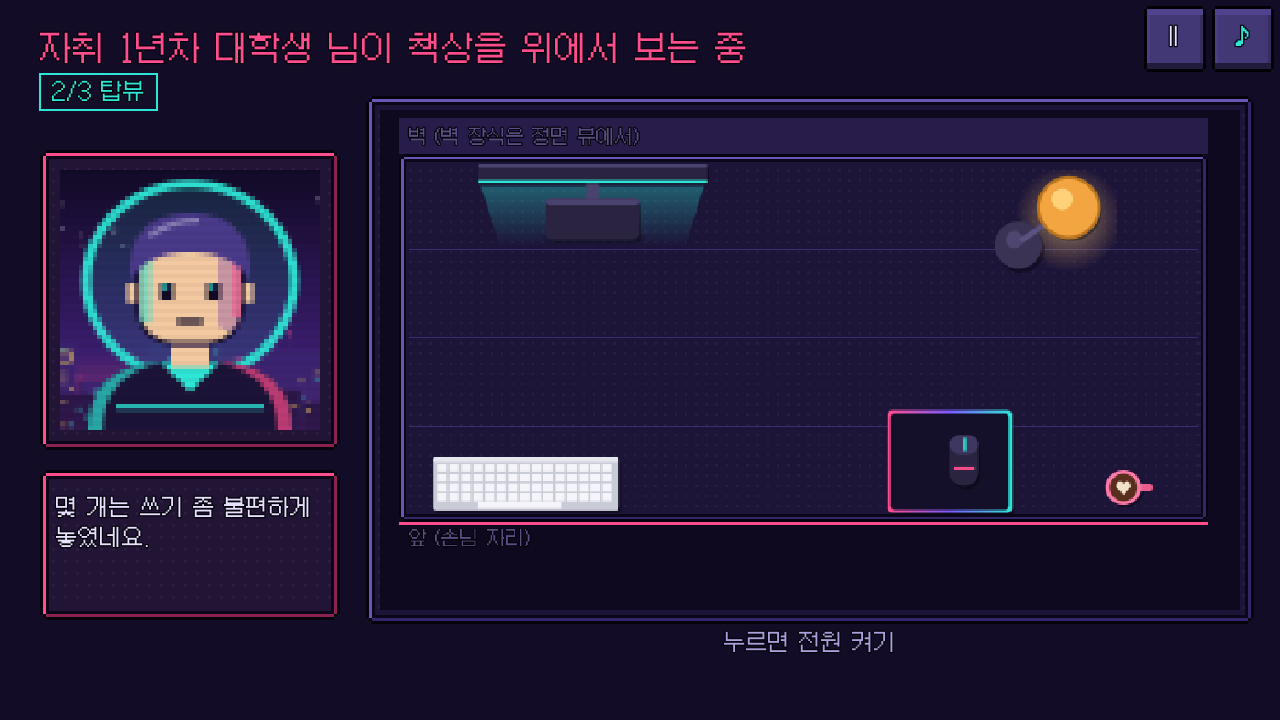 자취 1년차 대학생 님이 책상을 위에서 보는 중
2/3 탑뷰
벽 (벽 장식은 정면 뷰에서)
몇 개는 쓰기 좀 불편하게
놓였네요.
앞 (손님 자리)
누르면 전원 켜기